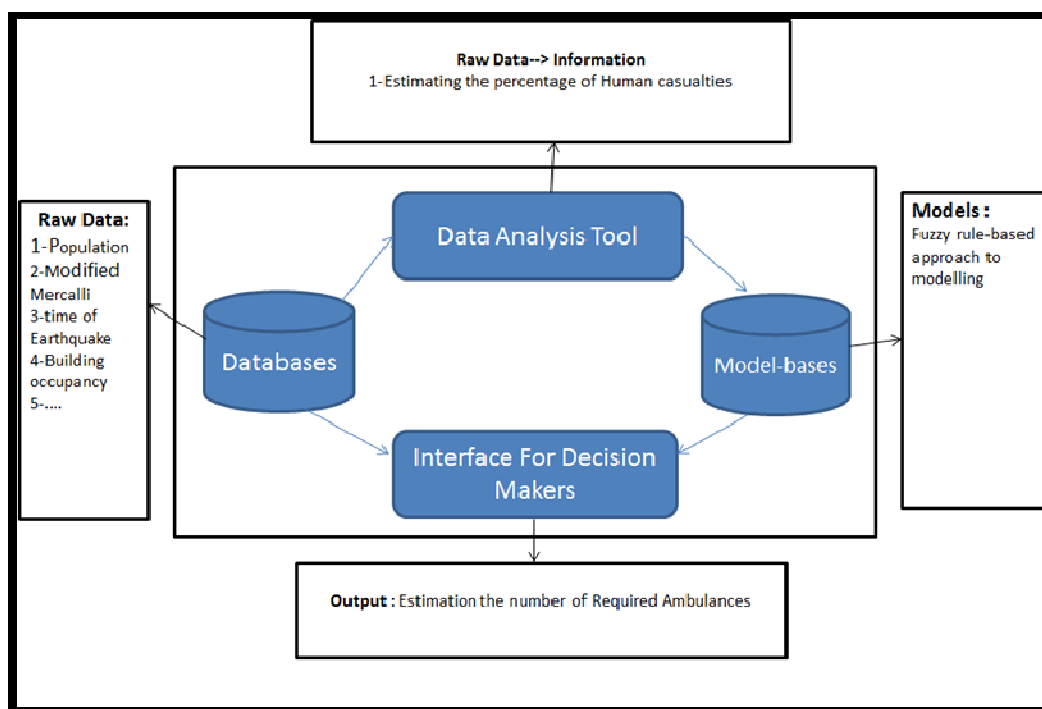 Raw Data--> Information
1-Estimating the percentage of Human casualties
Raw Data:
1-Population
2-Modified
Mercalli
3-time of
Earthquake
4-Building
occupancy
5-....
Data Analysis Tool
Databases
Model-bases
Interface For Decision
Makers
Models :
Fuzzy rule-based
approach to
modelling
Output : Estimation the number of Required Ambulances